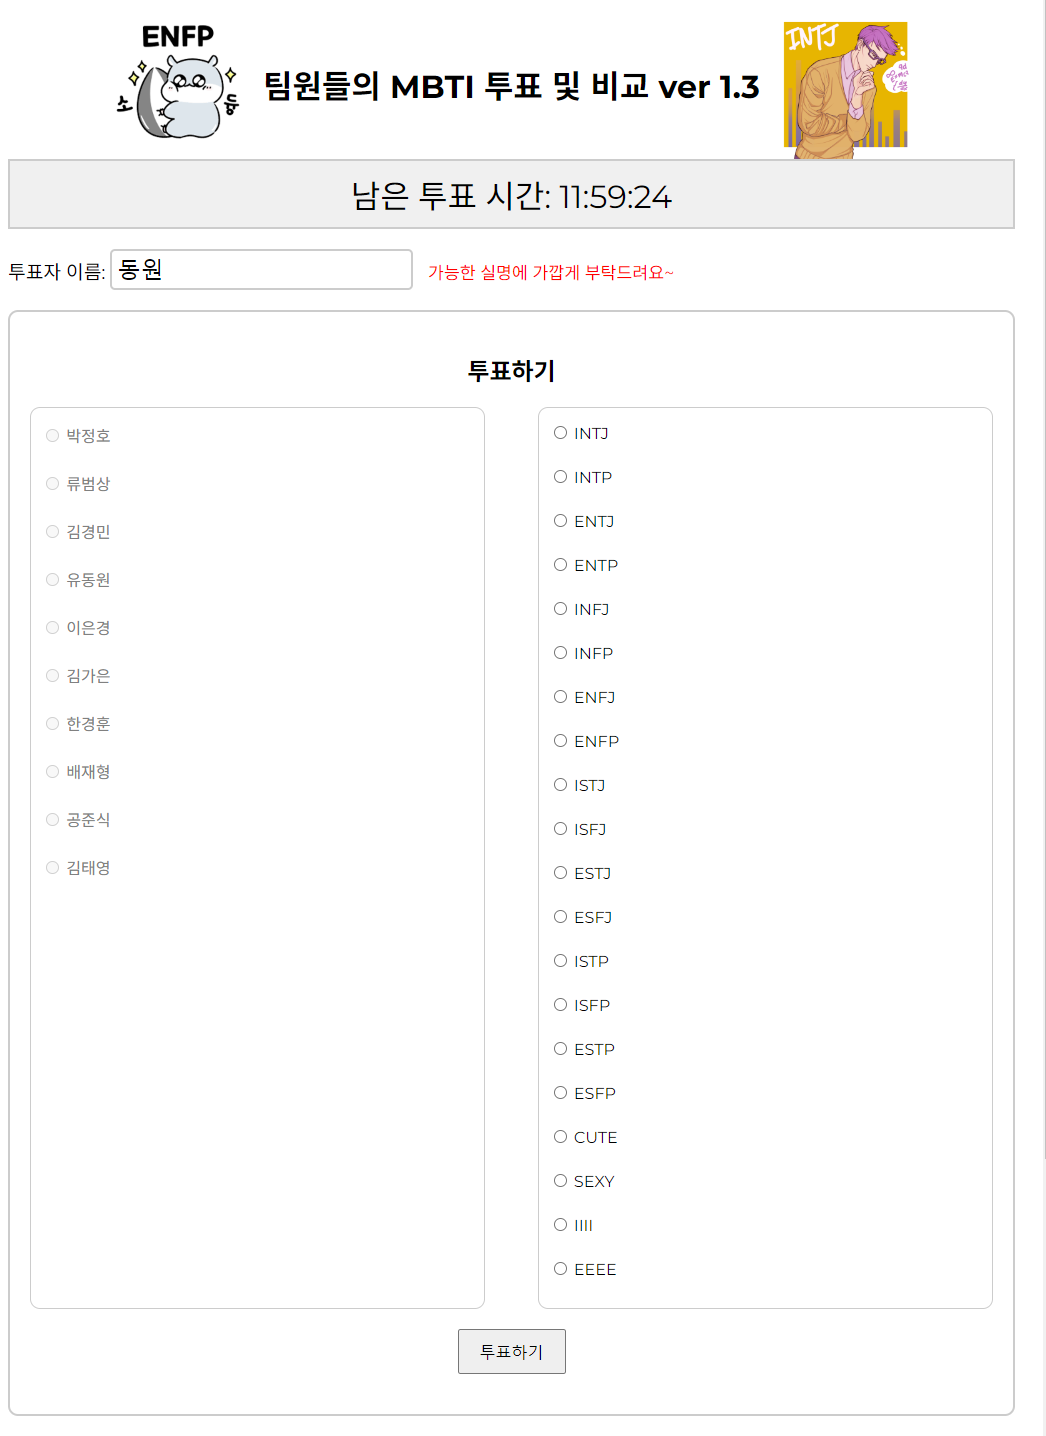 ENFP
소 듕
팀원들의 MBTI 투표 및 비교 ver 1.3
INTJ
남은 투표 시간: 11:59:24
투표자 이름: 동원 가능한 실명에 가깝게 부탁드려요~
투표하기
박정호
류범상
김경민
유동원
이은경
김가은
한경훈
배재형
공준식
김태영
INTJ
INTP
ENTJ
ENTP
INFJ
INFP
ENFJ
ENFP
ISTJ
ISFJ
ESTJ
ESFJ
ISTP
ISFP
ESTP
ESFP
CUTE
SEXY
IIII
EEEE
투표하기